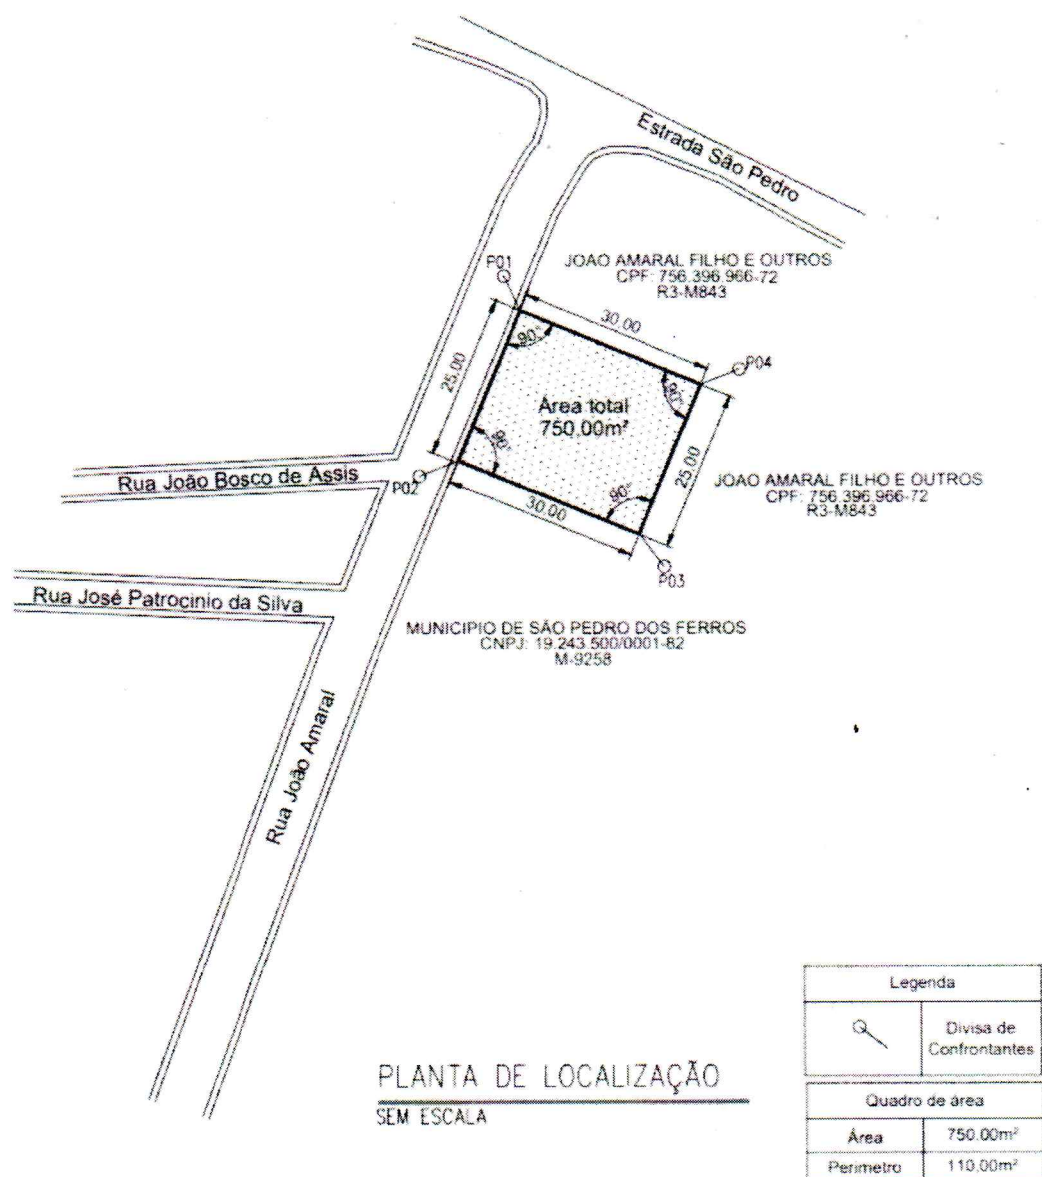 Estrada São Pedro
P01
JOAO AMARAL FILHO E OUTROS
CPF: 756.396.966-72
R3-M843
30.00
P04
90°
25.00
90°
Área total
750,00m²
90°
Rua João Bosco de Assis
P02
25.00
JOAO AMARAL FILHO E OUTROS
CPF: 756.396.966-72
R3-M843
90°
30.00
P03
Rua José Patrocinio da Silva
MUNICIPIO DE SÃO PEDRO DOS FERROS
CNPJ: 19.243.500/0001-82
M-9258
Rua João Amaral
Legenda
Divisa de
Confrontantes
PLANTA DE LOCALIZAÇÃO
SEM ESCALA
Quadro de área
Área 750.00m²
Perimetro 110,00m²